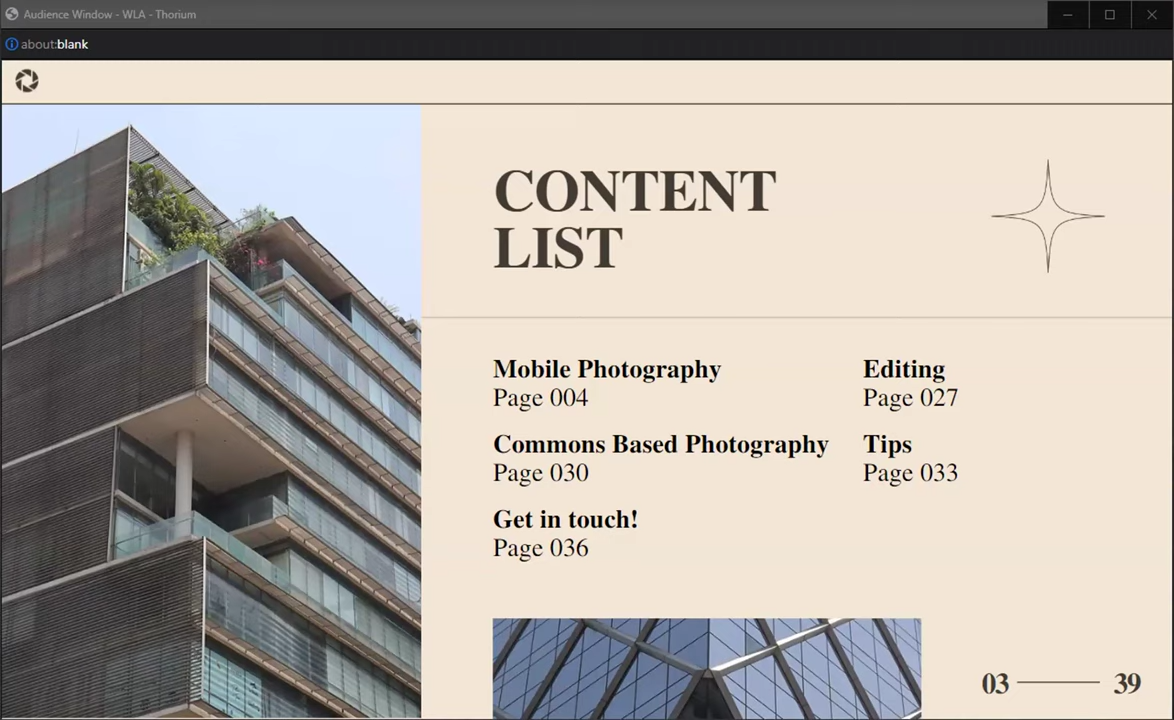 Audience Window - WLA - Thorium
about:blank
CONTENT
LIST
Mobile Photography
Page 004
Editing
Page 027
Commons Based Photography
Page 030
Tips
Page 033
Get in touch!
Page 036
03
39